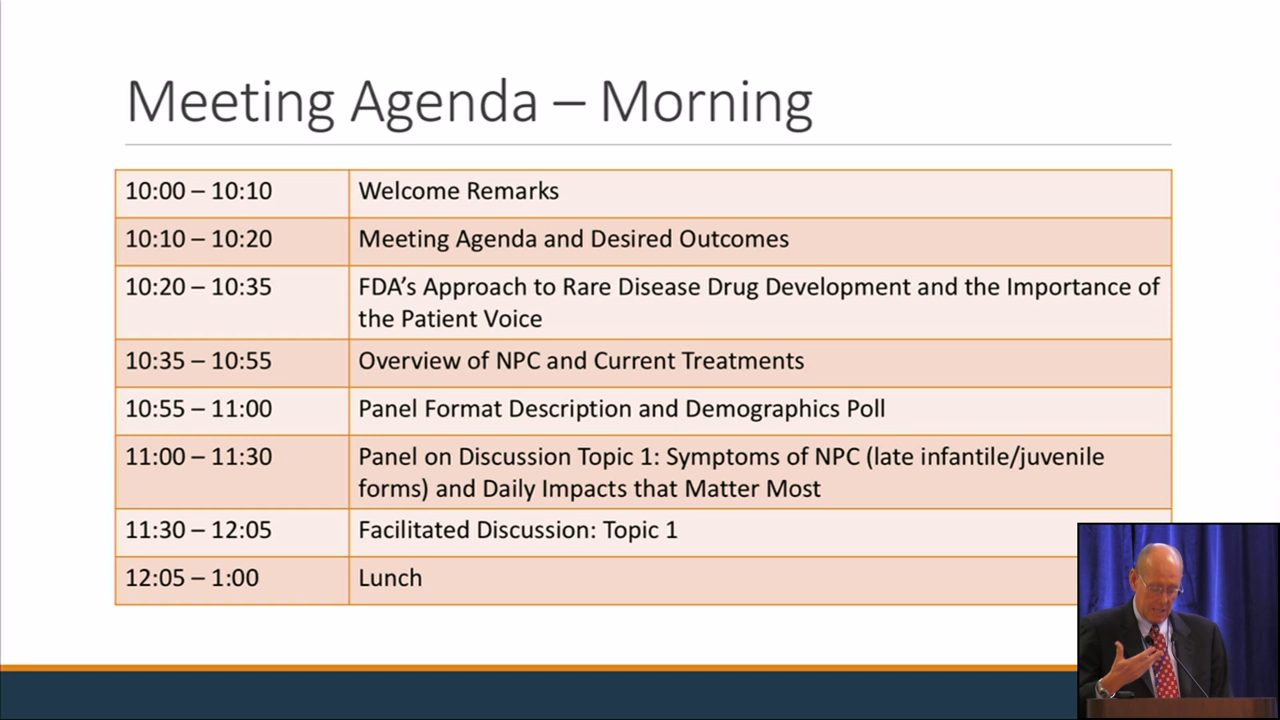 Meeting Agenda – Morning
10:00 – 10:10 Welcome Remarks
10:10 – 10:20 Meeting Agenda and Desired Outcomes
10:20 – 10:35 FDA’s Approach to Rare Disease Drug Development and the Importance of
the Patient Voice
10:35 – 10:55 Overview of NPC and Current Treatments
10:55 – 11:00 Panel Format Description and Demographics Poll
11:00 – 11:30 Panel on Discussion Topic 1: Symptoms of NPC (late infantile/juvenile
forms) and Daily Impacts that Matter Most
11:30 – 12:05 Facilitated Discussion: Topic 1
12:05 – 1:00 Lunch